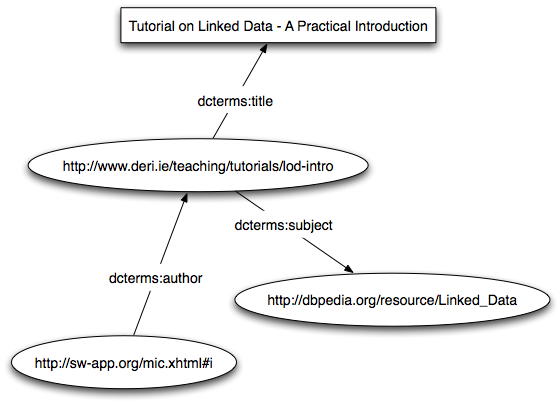 Tutorial on Linked Data - A Practical Introduction
dcterms:title
http://www.deri.ie/teaching/tutorials/lod-intro
dcterms:subject
dcterms:author
http://dbpedia.org/resource/Linked_Data
http://sw-app.org/mic.xhtml#i